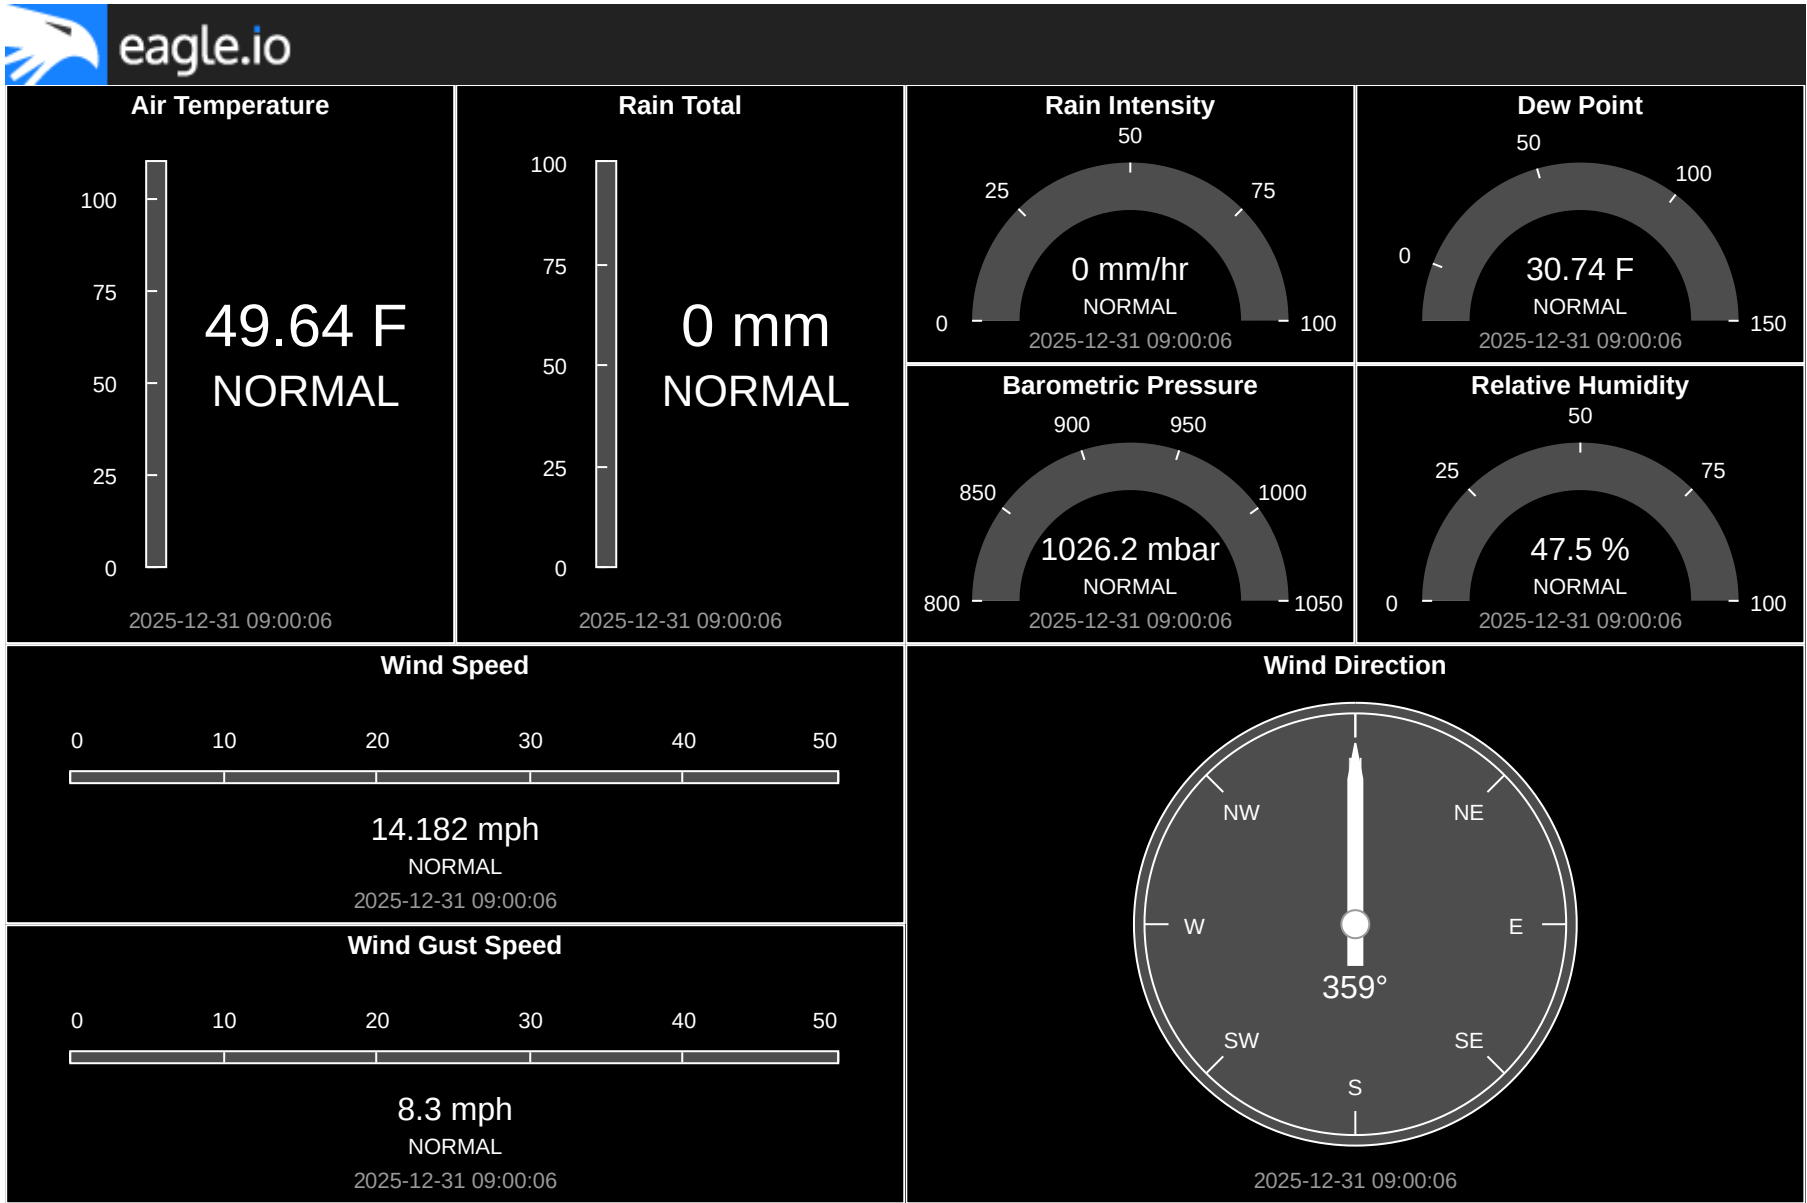 eagle.io
Air Temperature
100
75
50
25
0
49.64 F
NORMAL
2025-12-31 09:00:06
Rain Total
100
75
50
25
0
0 mm
NORMAL
2025-12-31 09:00:06
Rain Intensity
50
25 75
0 mm/hr
NORMAL
0 100
2025-12-31 09:00:06
Dew Point
50
100
0
30.74 F
NORMAL
150
2025-12-31 09:00:06
Barometric Pressure
900 950
850 1000
1026.2 mbar
NORMAL
800 1050
2025-12-31 09:00:06
Relative Humidity
50
25 75
47.5 %
NORMAL
0 100
2025-12-31 09:00:06
Wind Speed
0 10 20 30 40 50
14.182 mph
NORMAL
2025-12-31 09:00:06
Wind Gust Speed
0 10 20 30 40 50
8.3 mph
NORMAL
2025-12-31 09:00:06
Wind Direction
NW NE
W E
359°
SW SE
S
2025-12-31 09:00:06